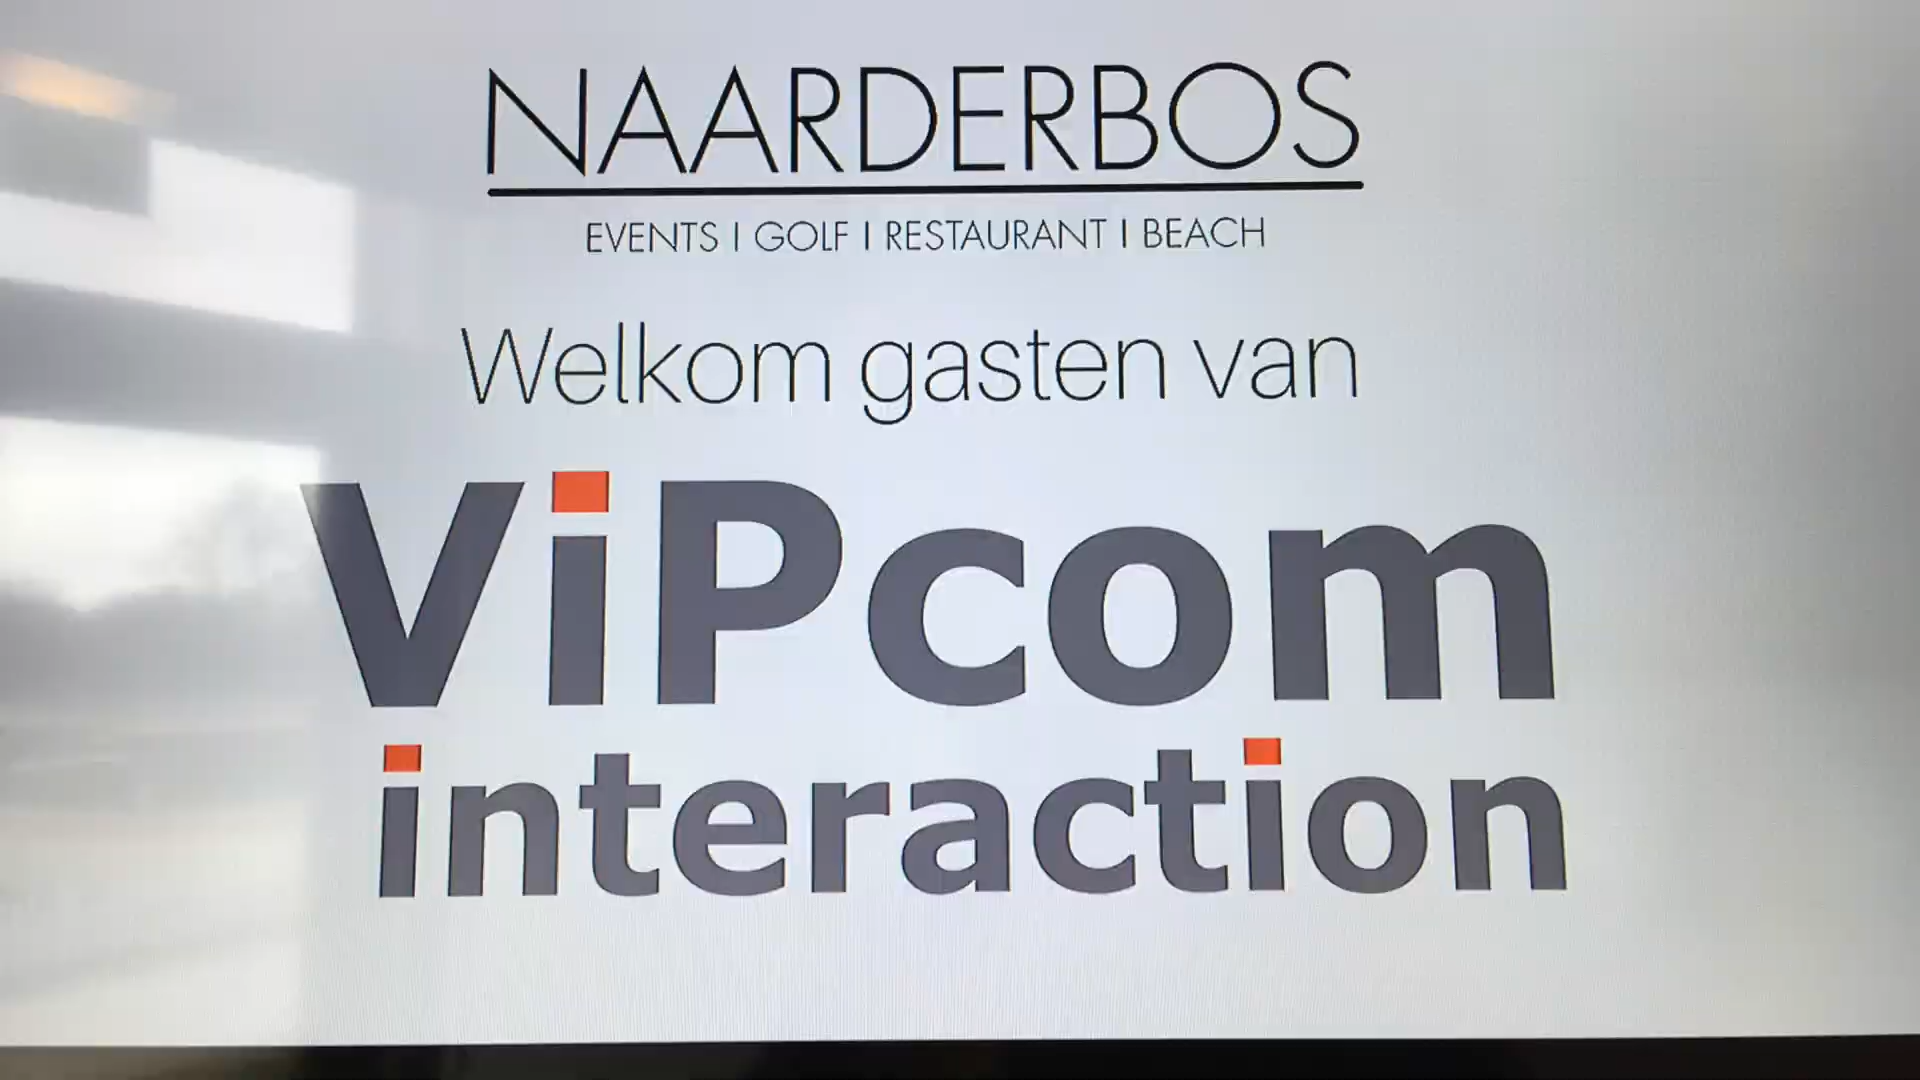 NAARDERBOS
EVENTS | GOLF | RESTAURANT | BEACH
Welkom gasten van
ViPcom
interaction